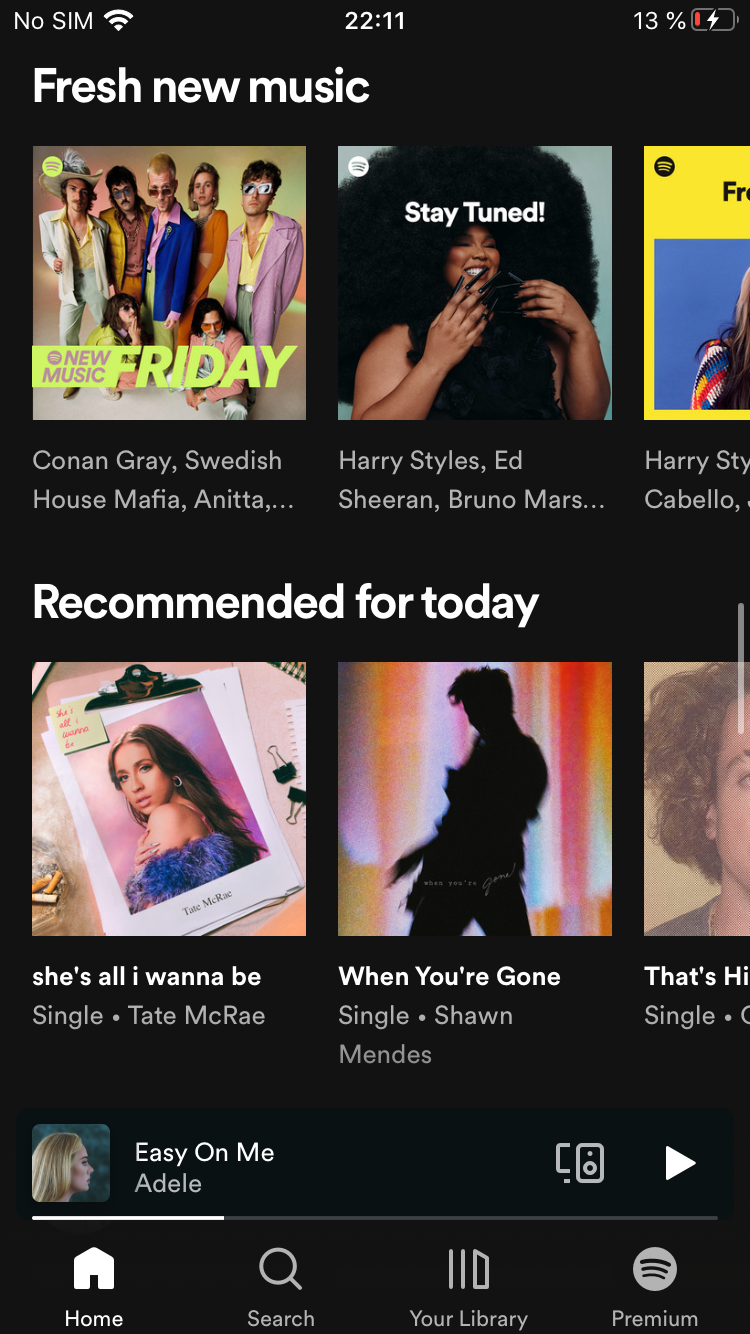 No SIM 22:11 13 %
Fresh new music
NEW
MUSIC FRIDAY
Stay Tuned!
Fre
Conan Gray, Swedish
House Mafia, Anitta,...
Harry Styles, Ed
Sheeran, Bruno Mars...
Harry Sty
Cabello,
Recommended for today
she's
all i
wanna
be
Tate McRae
when you're gone
she's all i wanna be
Single • Tate McRae
When You're Gone
Single • Shawn
Mendes
That's Hi
Single •
Easy On Me
Adele
Home Search Your Library Premium